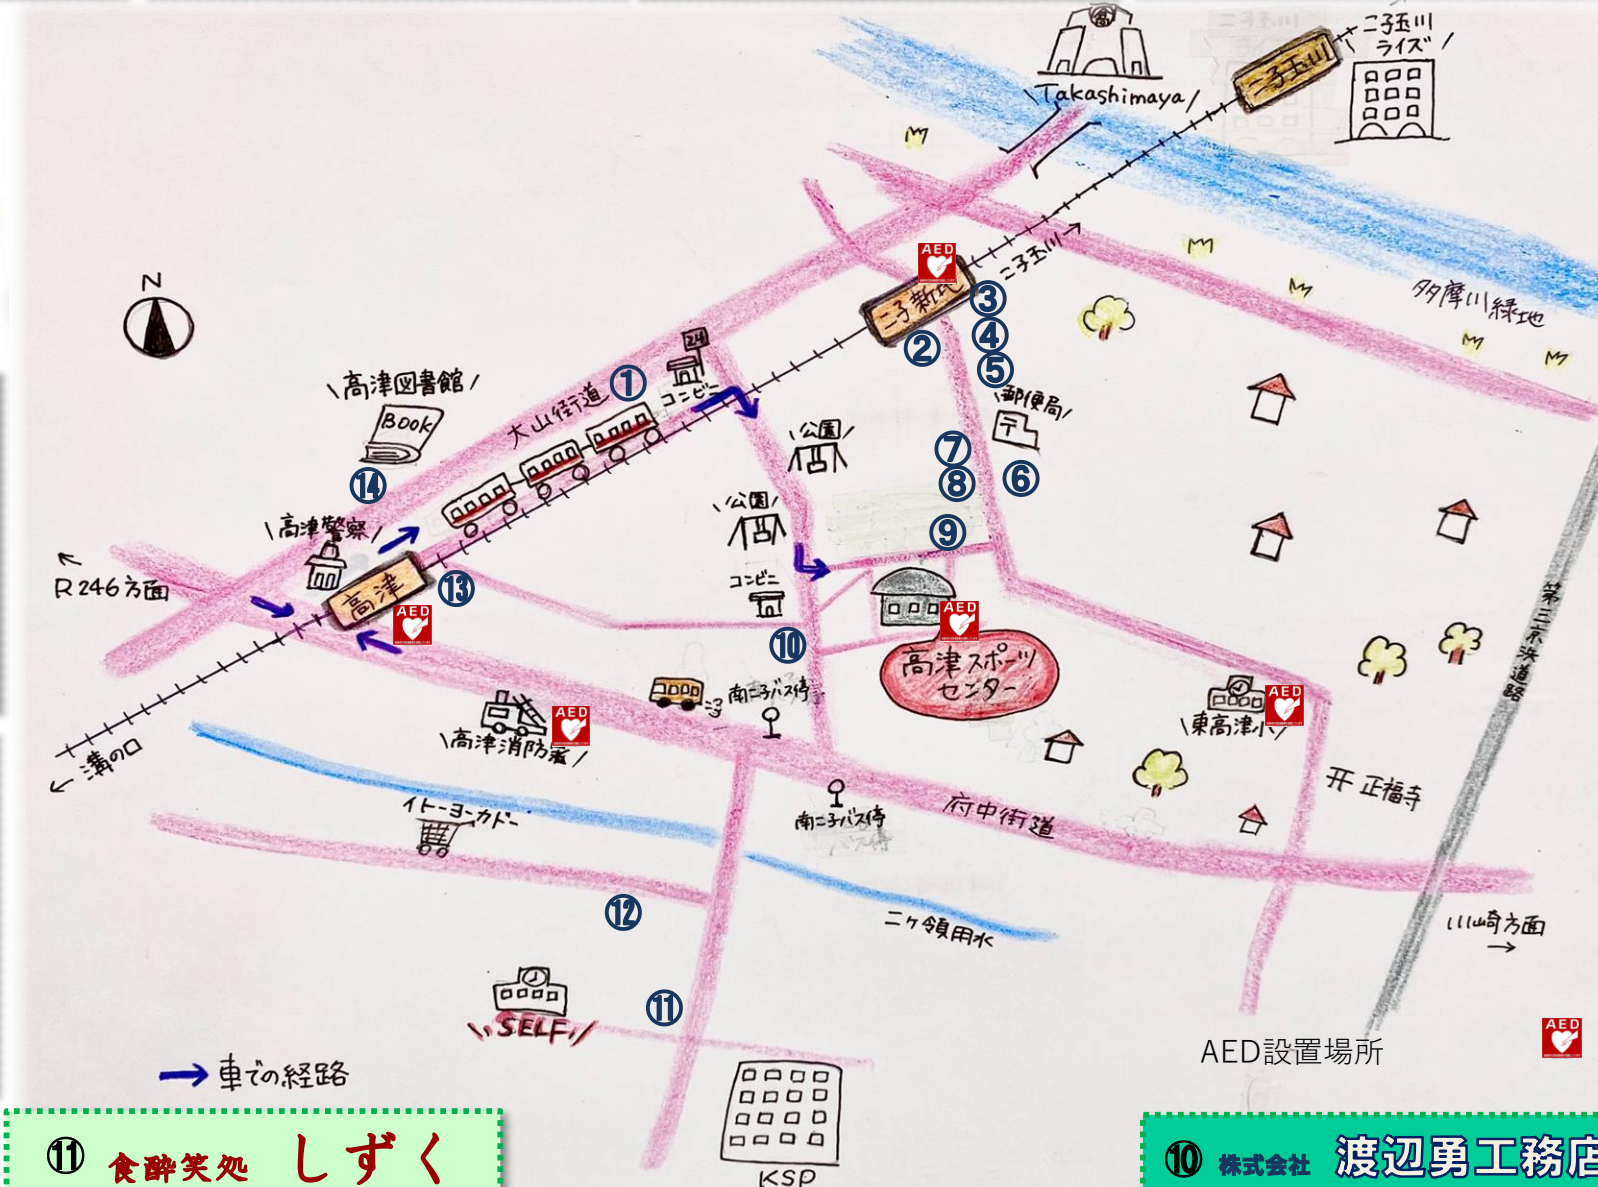 二子玉川
ライズ
二子玉川
Takashimaya
AED
二子玉川
二子新地
③
④
②
⑤
多摩川緑地
N
高津図書館
BOOK
①
24
コンビニ
大山街道
郵便局
〒
公園
⑦
⑥
⑧
⑭
公園
高津警察
⑨
R246方面
高津
⑬
AED
コンビニ
AED
第三京浜道路
⑩
高津スポーツ
センター
南二子バス停
AED
高津消防署
AED
東高津小
溝の口
正福寺
イトーヨーカドー
南二子バス停
府中街道
⑫
二ヶ領用水
川崎方面
SELF
⑪
AED設置場所
AED
車での経路
KSP
⑪ 食酔笑処 しずく
⑩ 株式会社 渡辺勇工務店